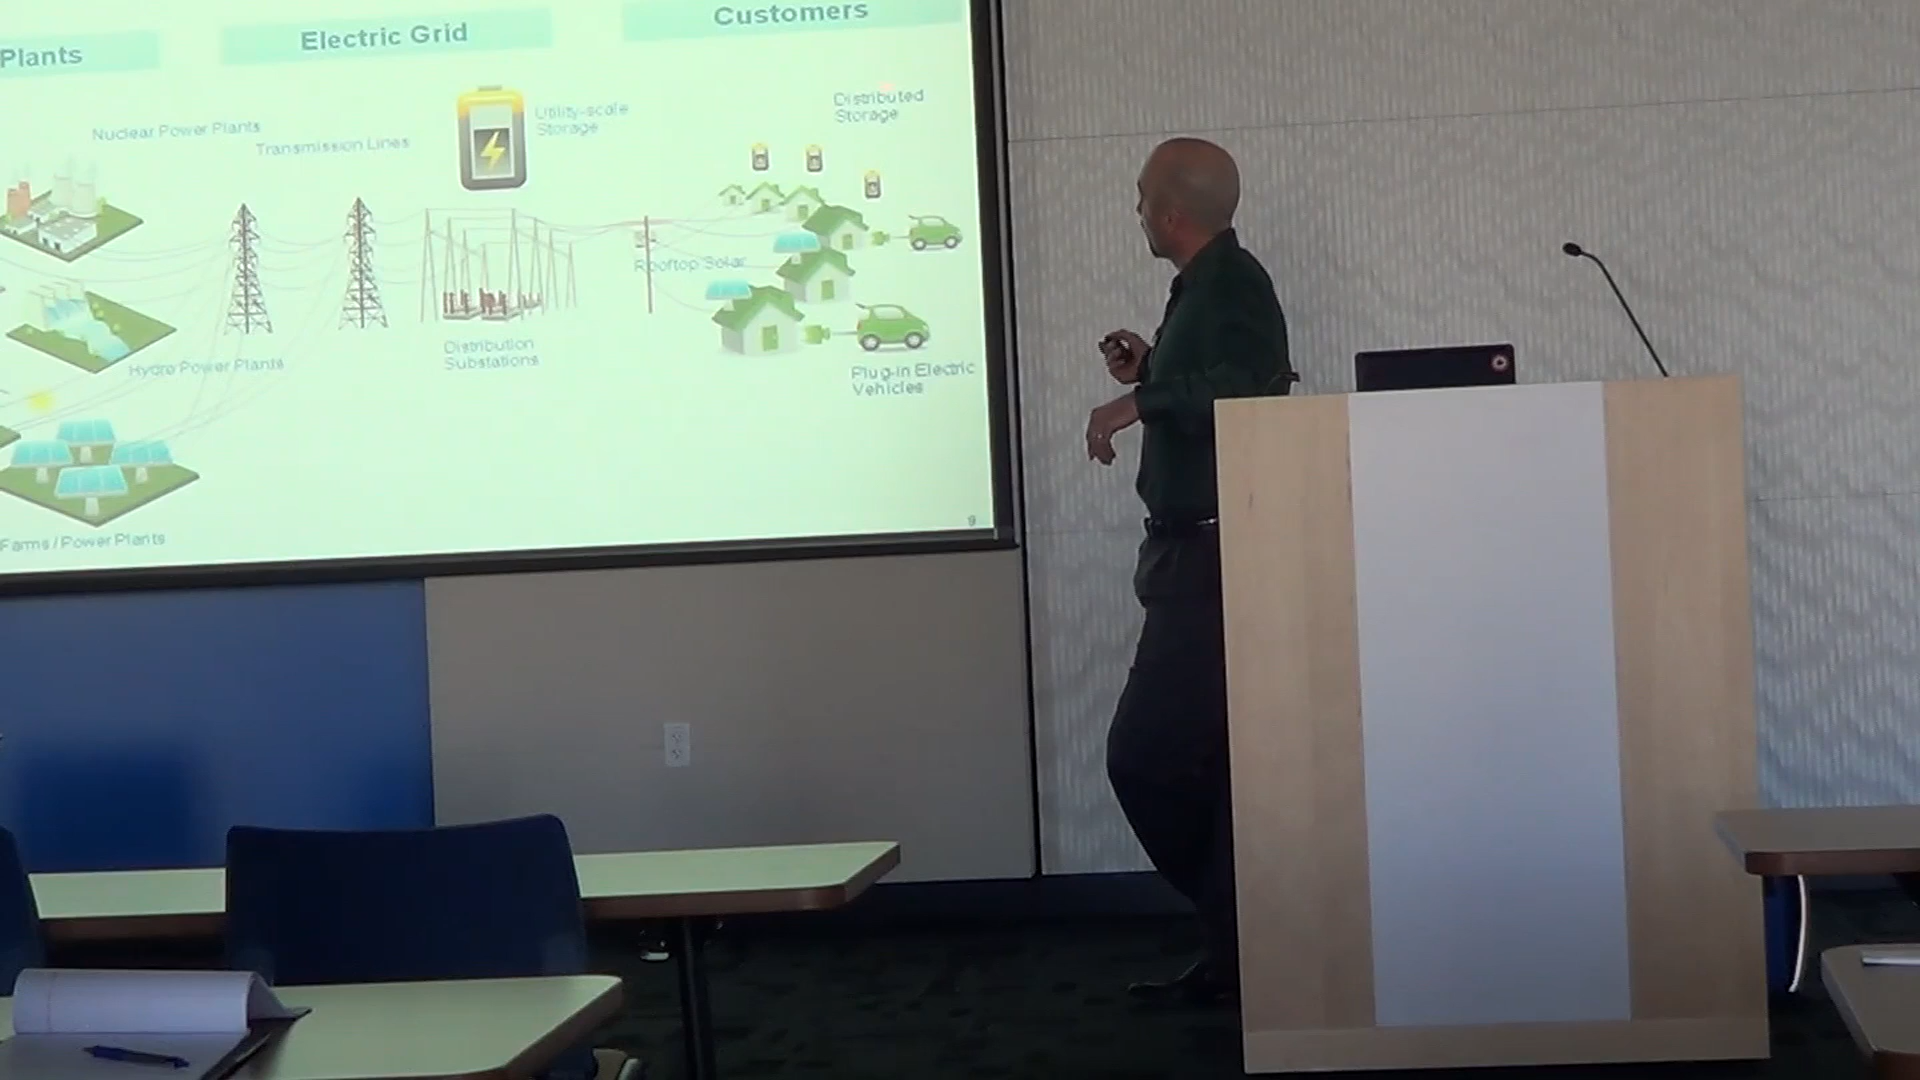 Plants
Electric Grid
Customers
Nuclear Power Plants
Transmission Lines
Utility-scale
Storage
Distributed
Storage
Rooftop Solar
Distribution
Substations
Hydro Power Plants
Plug-in Electric
Vehicles
Farms / Power Plants
9